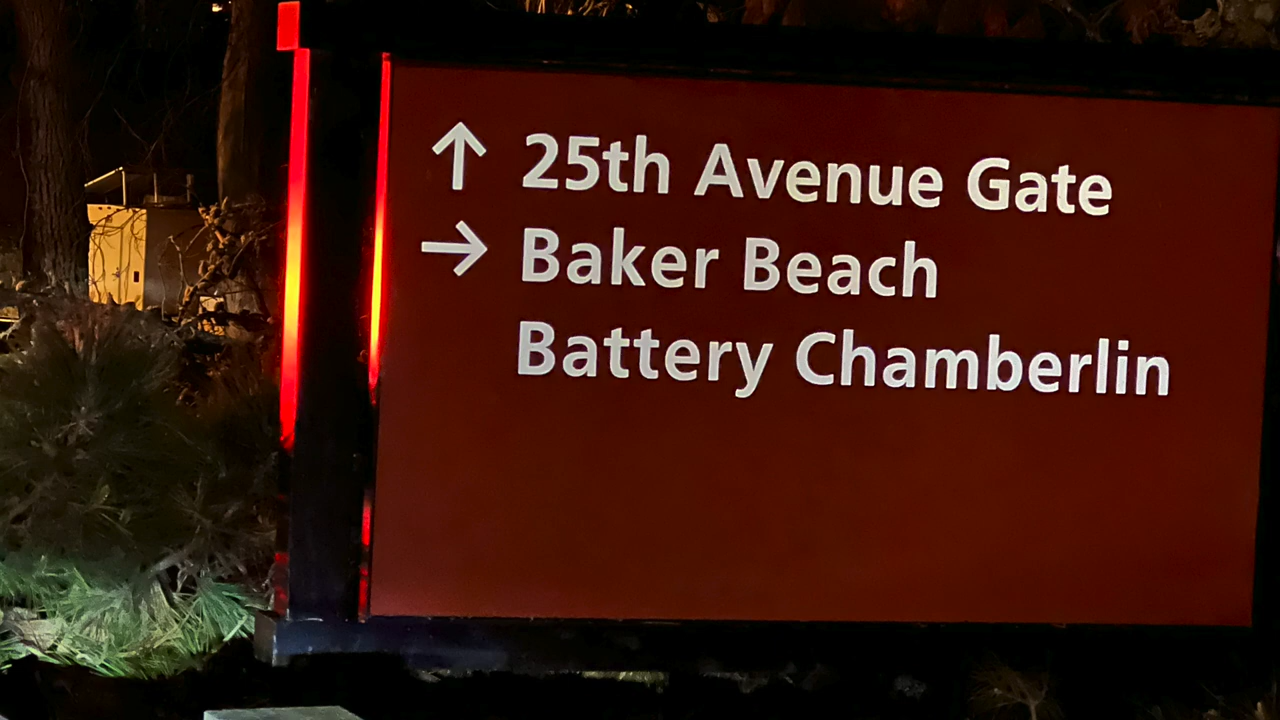 ↑ 25th Avenue Gate
→ Baker Beach
Battery Chamberlin